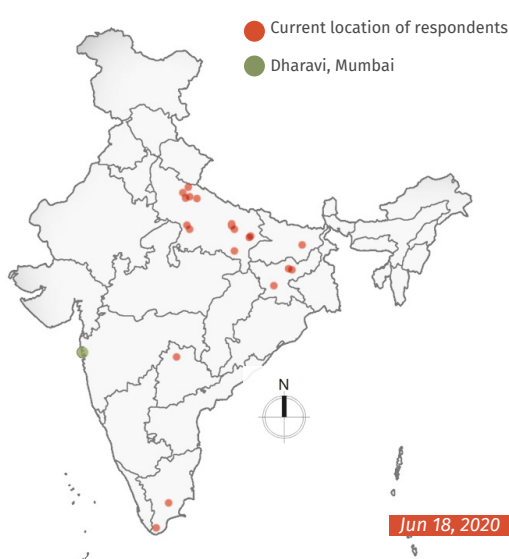 Current location of respondents
Dharavi, Mumbai
N
Jun 18, 2020